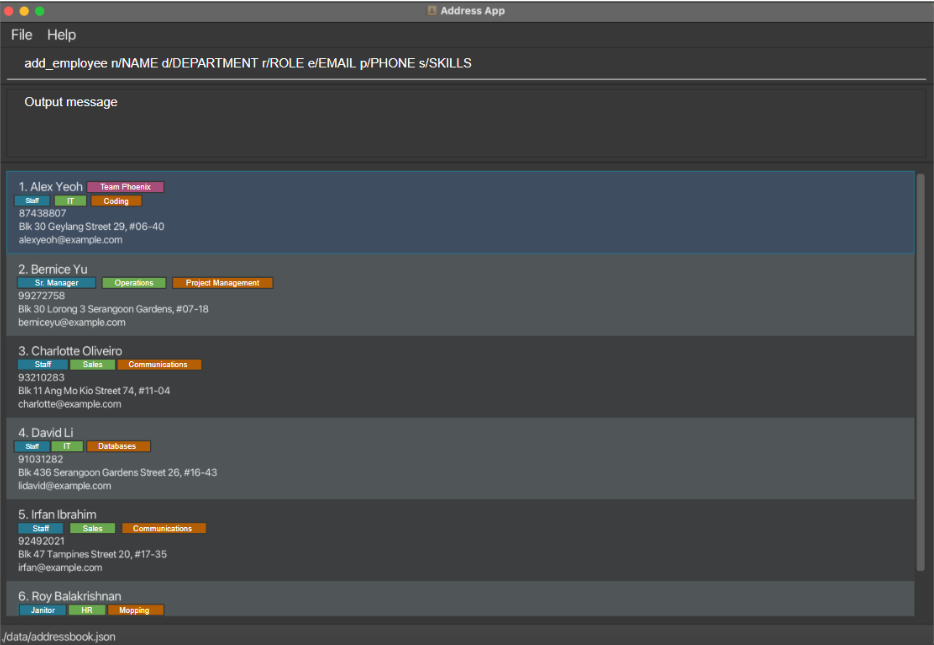 Address App
File Help
add_employee n/NAME d/DEPARTMENT r/ROLE e/EMAIL p/PHONE s/SKILLS
Output message
1. Alex Yeoh Team Phoenix
Staff IT Coding
87438807
Blk 30 Geylang Street 29, #06-40
alexyeoh@example.com
2. Bernice Yu
Sr. Manager Operations Project Management
99272758
Blk 30 Lorong 3 Serangoon Gardens, #07-18
berniceyu@example.com
3. Charlotte Oliveiro
Staff Sales Communications
93210283
Blk 11 Ang Mo Kio Street 74, #11-04
charlotte@example.com
4. David Li
Staff IT Databases
91031282
Blk 436 Serangoon Gardens Street 26, #16-43
lidavid@example.com
5. Irfan Ibrahim
Staff Sales Communications
92492021
Blk 47 Tampines Street 20, #17-35
irfan@example.com
6. Roy Balakrishnan
Janitor HR Mopping
./data/addressbook.json